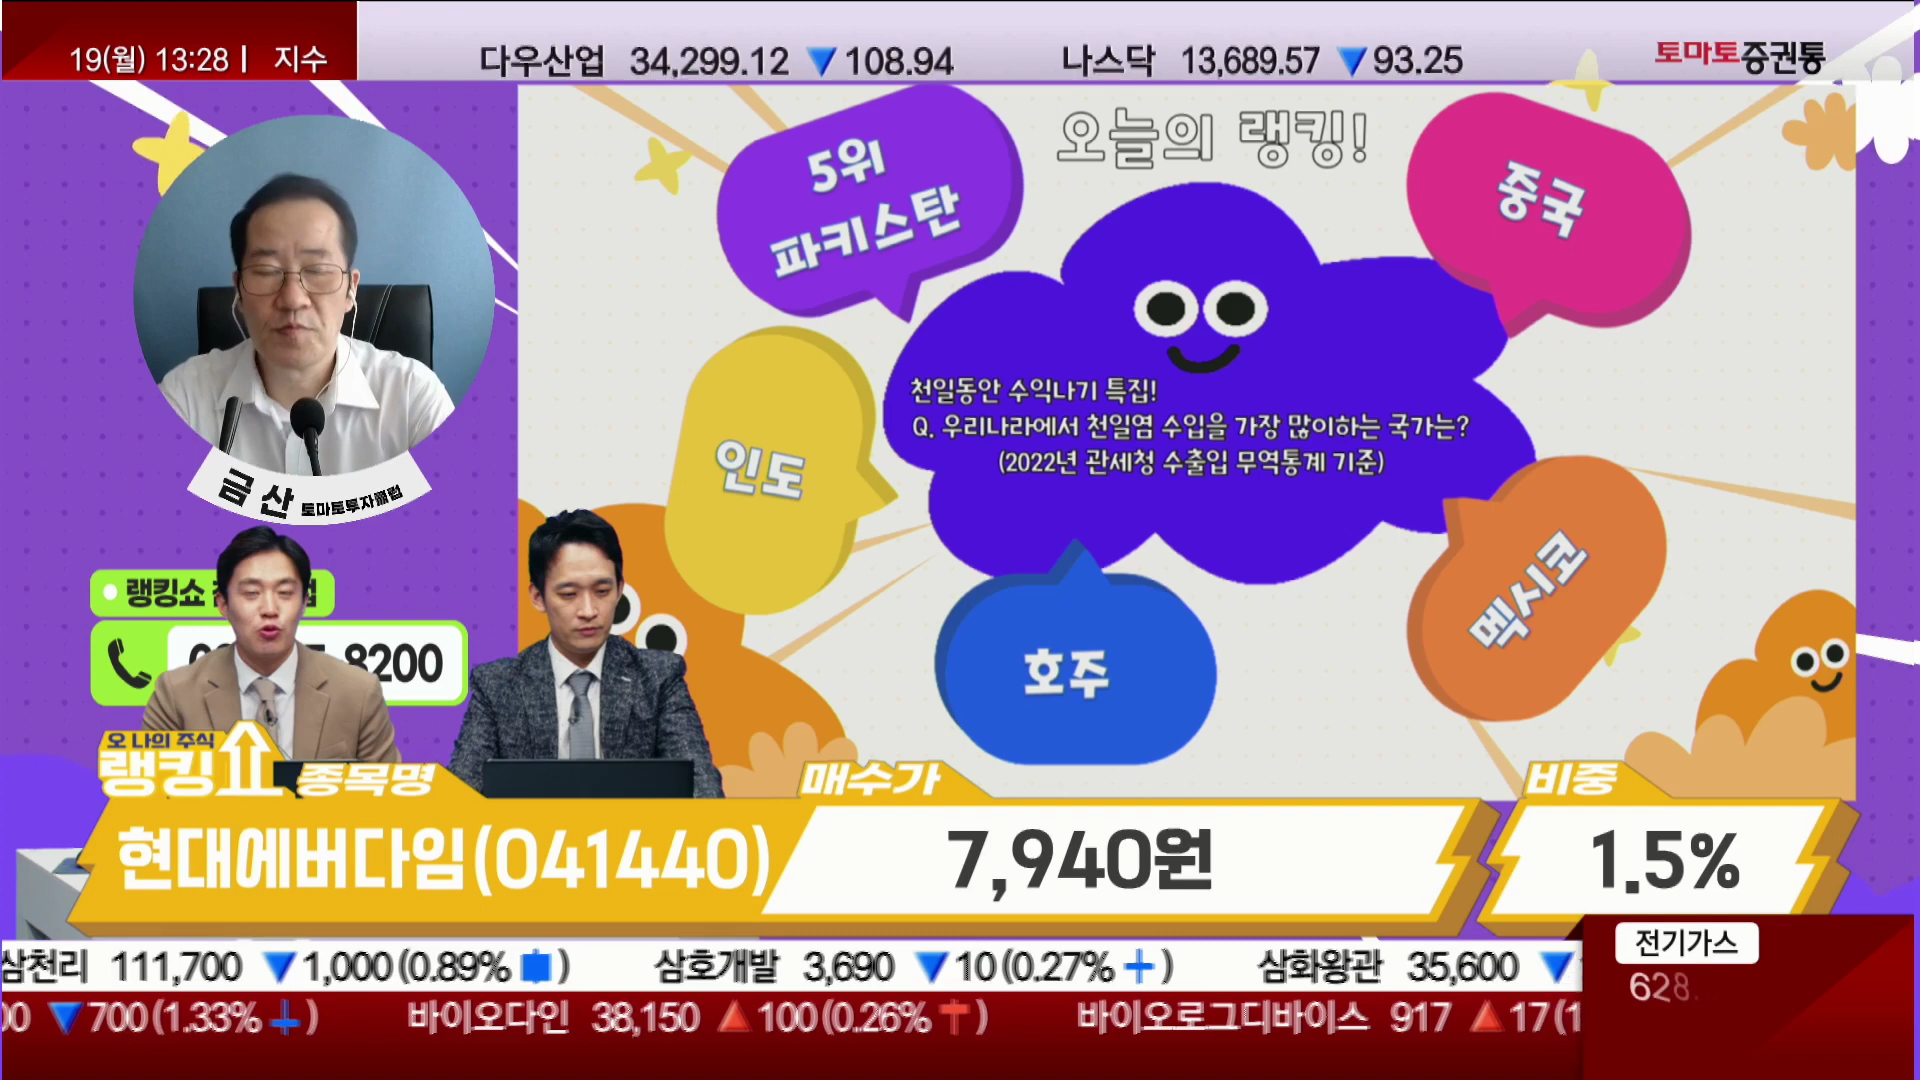 19(월) 13:28 | 지수
다우산업 34,299.12 ▼ 108.94
나스닥 13,689.57 ▼ 93.25
토마토증권통
오늘의 랭킹!
5위
파키스탄
중국
천일동안 수익나기 특집!
Q. 우리나라에서 천일염 수입을 가장 많이하는 국가는?
(2022년 관세청 수출입 무역통계 기준)
인도
호주
멕시코
금산 토마토투자클럽
랭킹쇼
8200
오 나의 주식
랭킹쇼
종목명
매수가
비중
현대에버다임(041440)
7,940원
1.5%
삼천리 111,700 ▼1,000(0.89% ) 삼호개발 3,690 ▼10(0.27% ) 삼화왕관 35,600 ▼
▼700(1.33% ) 바이오다인 38,150 ▲100(0.26% ) 바이오로그디바이스 917 ▲17(1
전기가스
628.